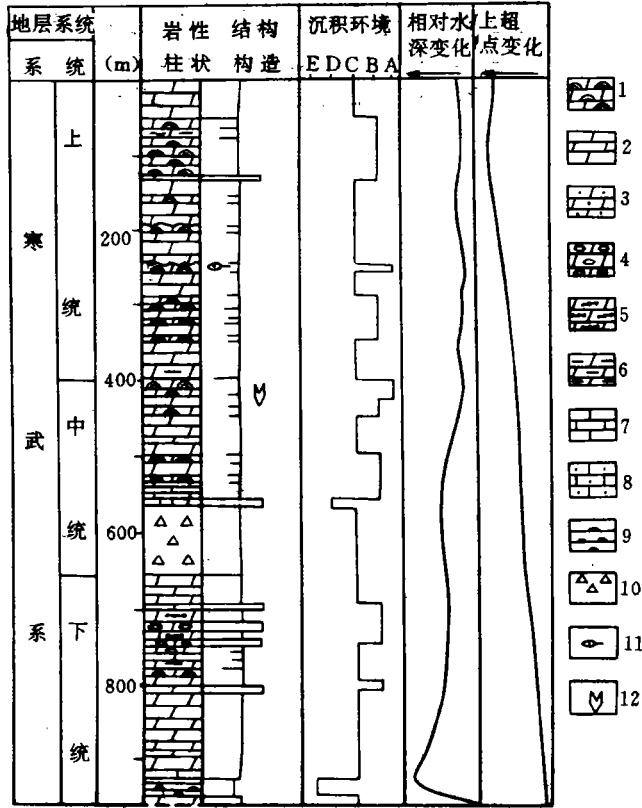 地层系统
系 统
(m)
岩性 结构
柱状 构造
沉积环境
E D C B A
相对水
深变化
上超
点变化
寒
武
系
上
统
中
统
下
统
200
400
600
800
1
2
3
4
5
6
7
8
9
10
11
12